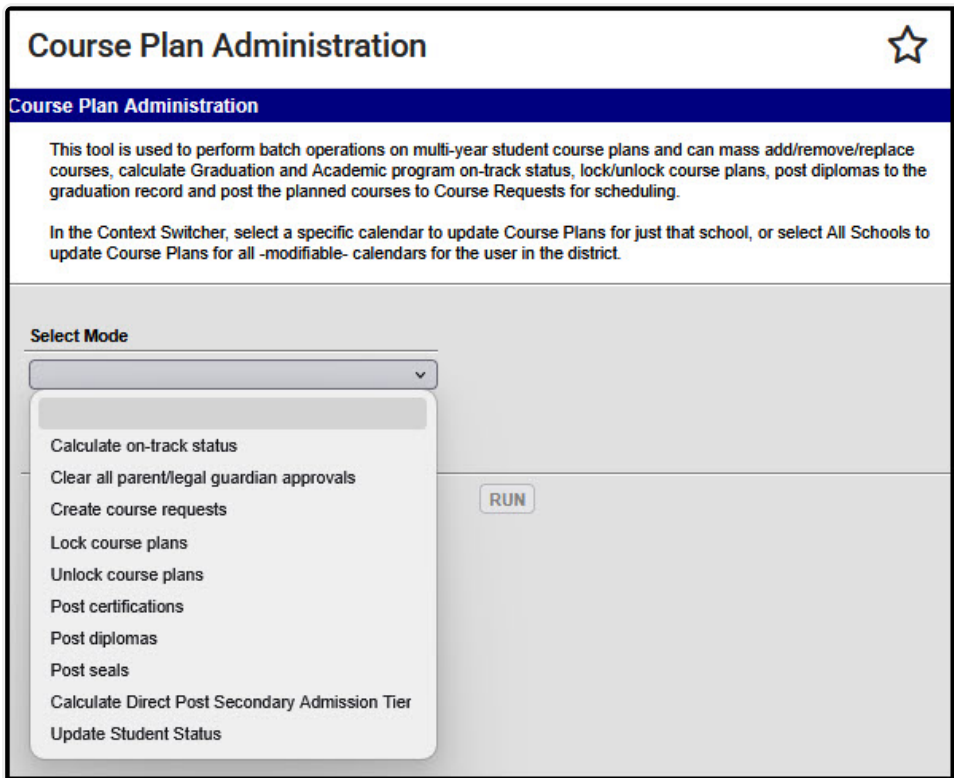 Course Plan Administration
Course Plan Administration
This tool is used to perform batch operations on multi-year student course plans and can mass add/remove/replace
courses, calculate Graduation and Academic program on-track status, lock/unlock course plans, post diplomas to the
graduation record and post the planned courses to Course Requests for scheduling.
In the Context Switcher, select a specific calendar to update Course Plans for just that school, or select All Schools to
update Course Plans for all -modifiable- calendars for the user in the district.
Select Mode
Calculate on-track status
Clear all parent/legal guardian approvals
Create course requests
RUN
Lock course plans
Unlock course plans
Post certifications
Post diplomas
Post seals
Calculate Direct Post Secondary Admission Tier
Update Student Status